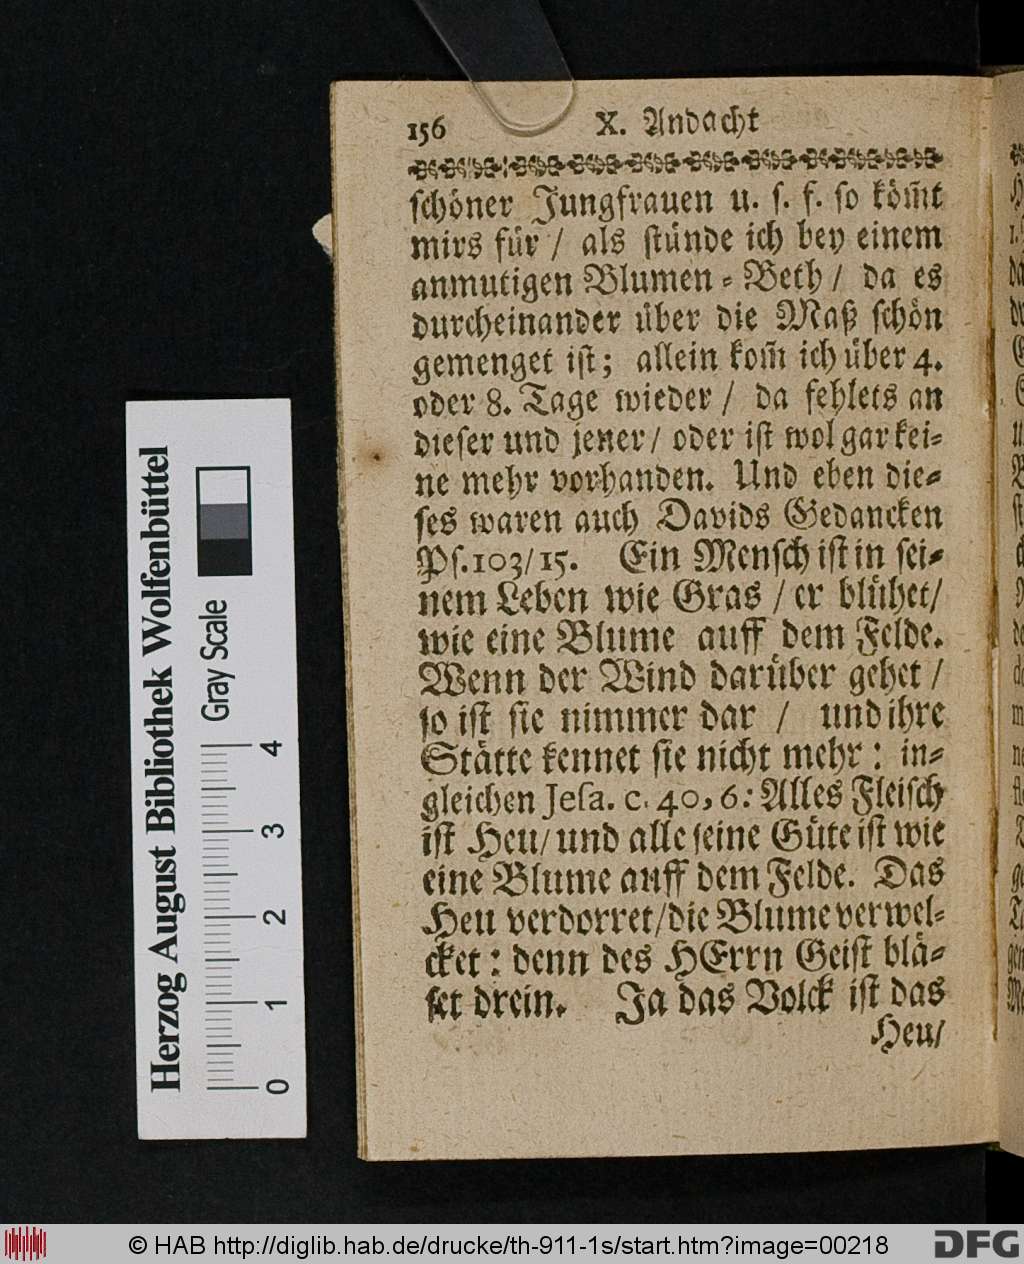 156 X. Andacht
ſchöner Jungfrauen u. ſ. f. ſo köm̃t
mirs für / als ſtünde ich bey einem
anmutigen Blumen-Beth / da es
durcheinander über die Maß ſchön
gemenget iſt; allein kom̃ ich über 4.
oder 8. Tage wieder / da fehlets an
dieſer und jener / oder iſt wol gar kei-
ne mehr vorhanden. Und eben die-
ſes waren auch Davids Gedancken
Pſ. 103/15. Ein Menſch iſt in ſei-
nem Leben wie Gras / er blühet/
wie eine Blume auff dem Felde.
Wenn der Wind darüber gehet /
ſo iſt ſie nimmer dar / und ihre
Stätte kennet ſie nicht mehr: in-
gleichen Jeſa. c. 40, 6: Alles Fleiſch
iſt Heu/ und alle ſeine Güte iſt wie
eine Blume auff dem Felde. Das
Heu verdorret/die Blume verwel-
cket: denn des HErrn Geiſt blä-
ſet drein. Ja das Volck iſt das
Heu/
Herzog August Bibliothek Wolfenbüttel
Gray Scale
0 1 2 3 4
© HAB http://diglib.hab.de/drucke/th-911-1s/start.htm?image=00218
DFG